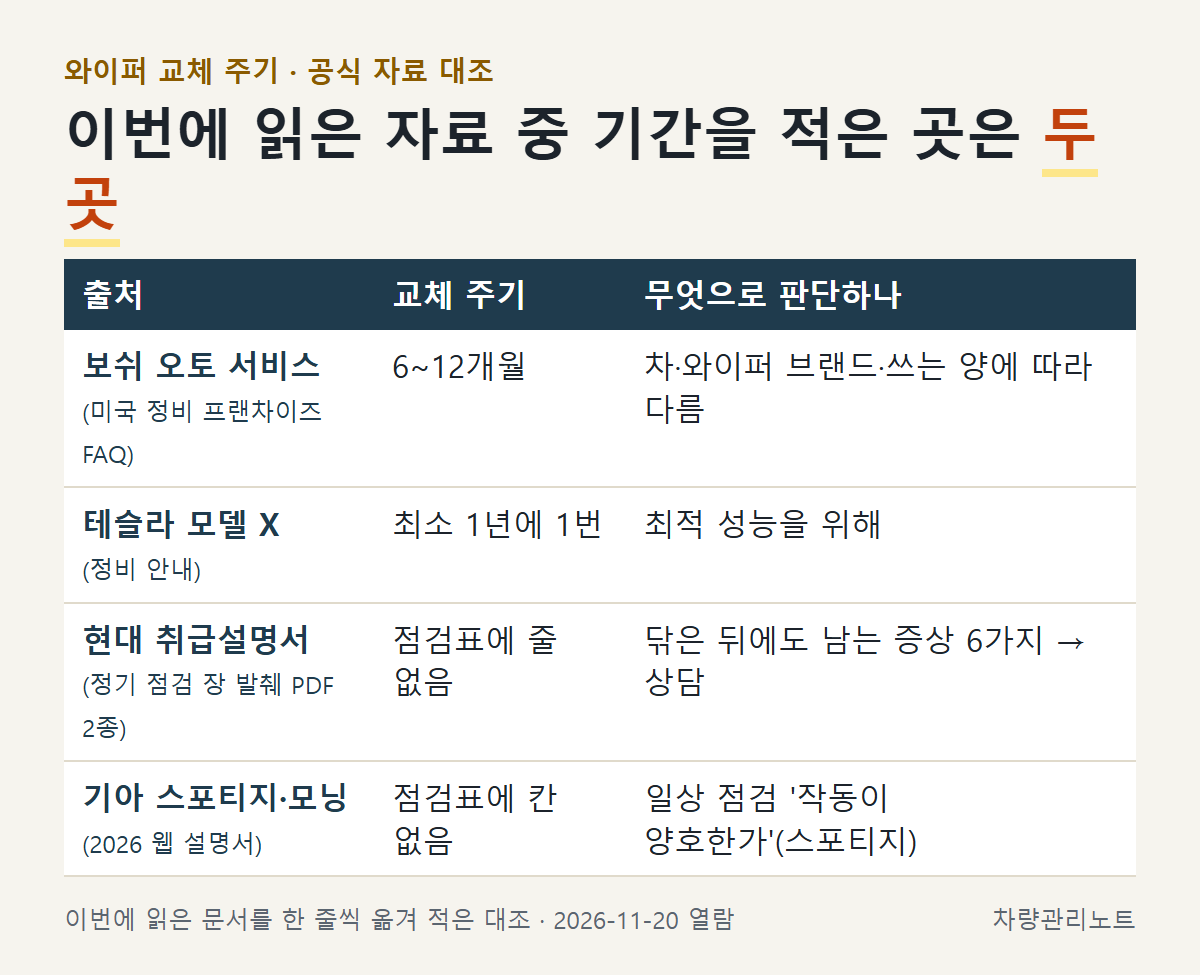 와이퍼 교체 주기 · 공식 자료 대조
이번에 읽은 자료 중 기간을 적은 곳은 두
곳
출처 교체 주기 무엇으로 판단하나
보쉬 오토 서비스 6~12개월 차·와이퍼 브랜드·쓰는 양에 따라
다름
(미국 정비 프랜차이즈
FAQ)
테슬라 모델 X 최소 1년에 1번 최적 성능을 위해
(정비 안내)
현대 취급설명서 점검표에 줄 닦은 뒤에도 남는 증상 6가지 →
없음 상담
(정기 점검 장 발췌 PDF
2종)
기아 스포티지·모닝 점검표에 칸 일상 점검 '작동이
없음 양호한가'(스포티지)
(2026 웹 설명서)
이번에 읽은 문서를 한 줄씩 옮겨 적은 대조 · 2026-11-20 열람 차량관리노트